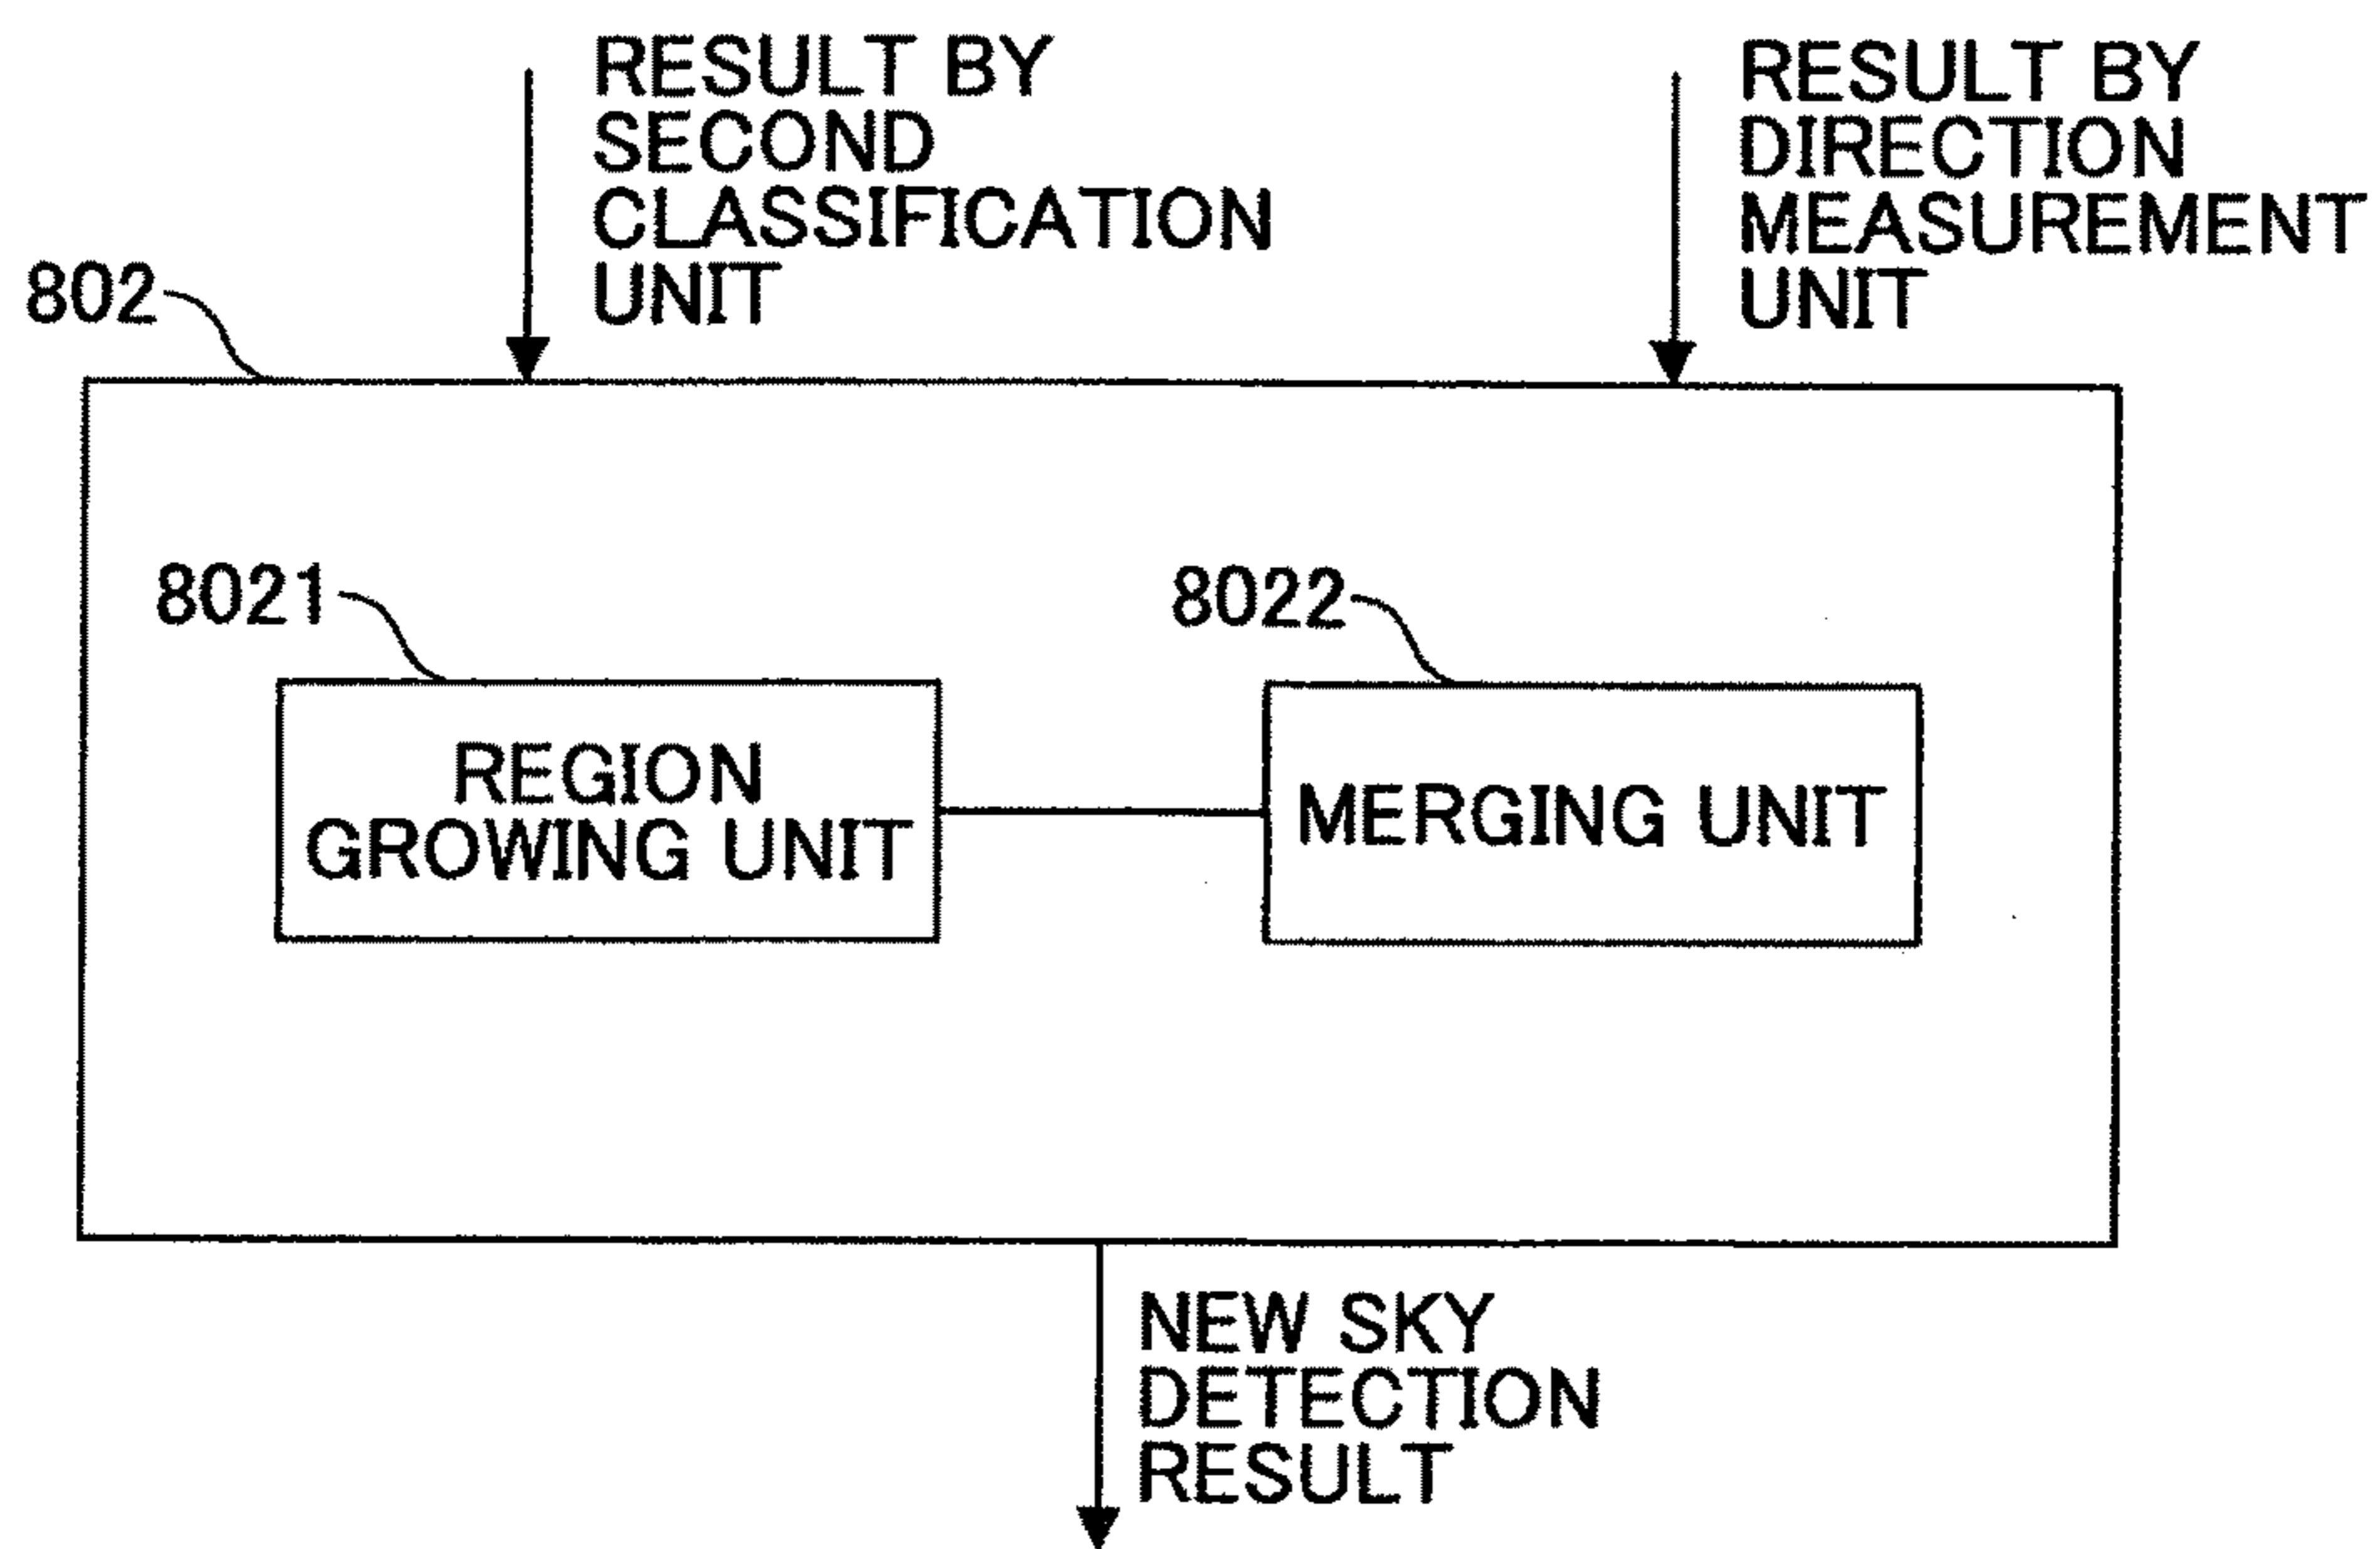 RESULT BY
SECOND
CLASSIFICATION
UNIT
RESULT BY
DIRECTION
MEASUREMENT
UNIT
802
8021
8022
REGION
GROWING UNIT
MERGING UNIT
NEW SKY
DETECTION
RESULT